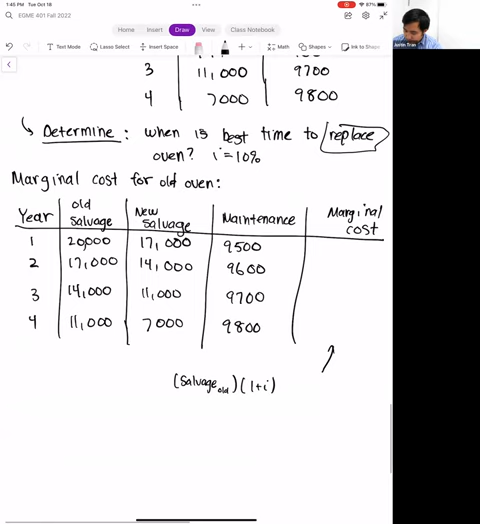 1:45 PM Tue Oct 18
87%
EGME 401 Fall 2022
Home Insert Draw View Class Notebook
Text Mode Lasso Select Insert Space Math Shapes Ink to Shape
3 11,000 9700
4 7000 9800
Determine: when is best time to replace
oven? i=10%
Marginal cost for old oven:
Year old salvage New salvage Maintenance Marginal cost
1 20,000 17,000 9500
2 17,000 14,000 9600
3 14,000 11,000 9700
4 11,000 7000 9800
(Salvage old)(1+i)